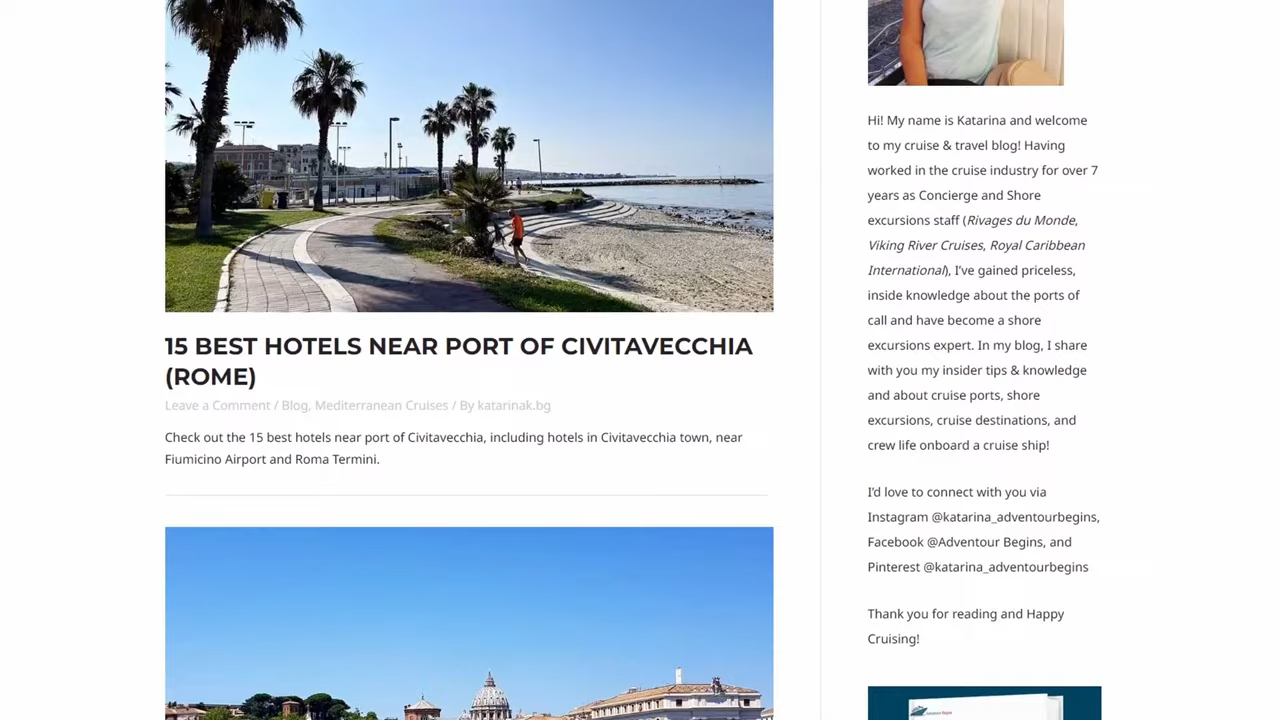 15 BEST HOTELS NEAR PORT OF CIVITAVECCHIA
(ROME)
Leave a Comment / Blog, Mediterranean Cruises / By katarinak.bg
Check out the 15 best hotels near port of Civitavecchia, including hotels in Civitavecchia town, near
Fiumicino Airport and Roma Termini.
Hi! My name is Katarina and welcome
to my cruise & travel blog! Having
worked in the cruise industry for over 7
years as Concierge and Shore
excursions staff (Rivages du Monde,
Viking River Cruises, Royal Caribbean
International), I’ve gained priceless,
inside knowledge about the ports of
call and have become a shore
excursions expert. In my blog, I share
with you my insider tips & knowledge
and about cruise ports, shore
excursions, cruise destinations, and
crew life onboard a cruise ship!
I’d love to connect with you via
Instagram @katarina_adventourbegins,
Facebook @Adventour Begins, and
Pinterest @katarina_adventourbegins
Thank you for reading and Happy
Cruising!